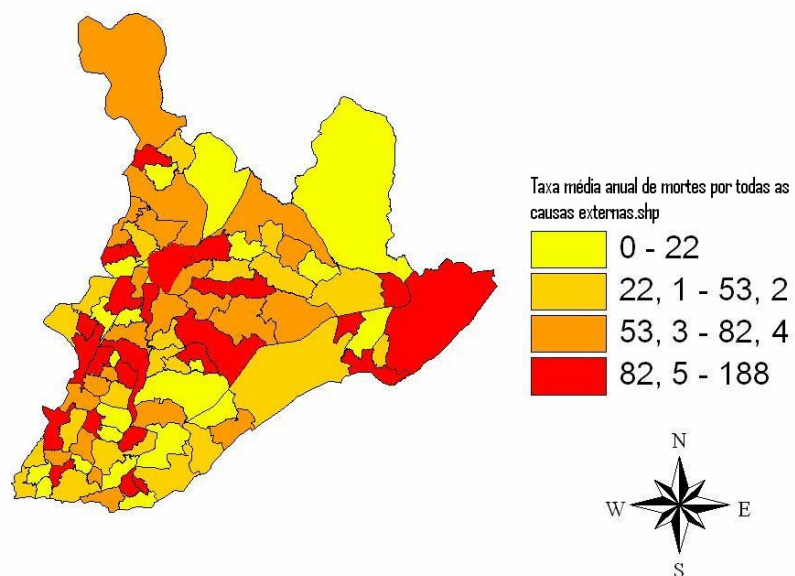 Taxa média anual de mortes por todas as
causas externas.shp
0 - 22
22, 1 - 53, 2
53, 3 - 82, 4
82, 5 - 188
N
W E
S